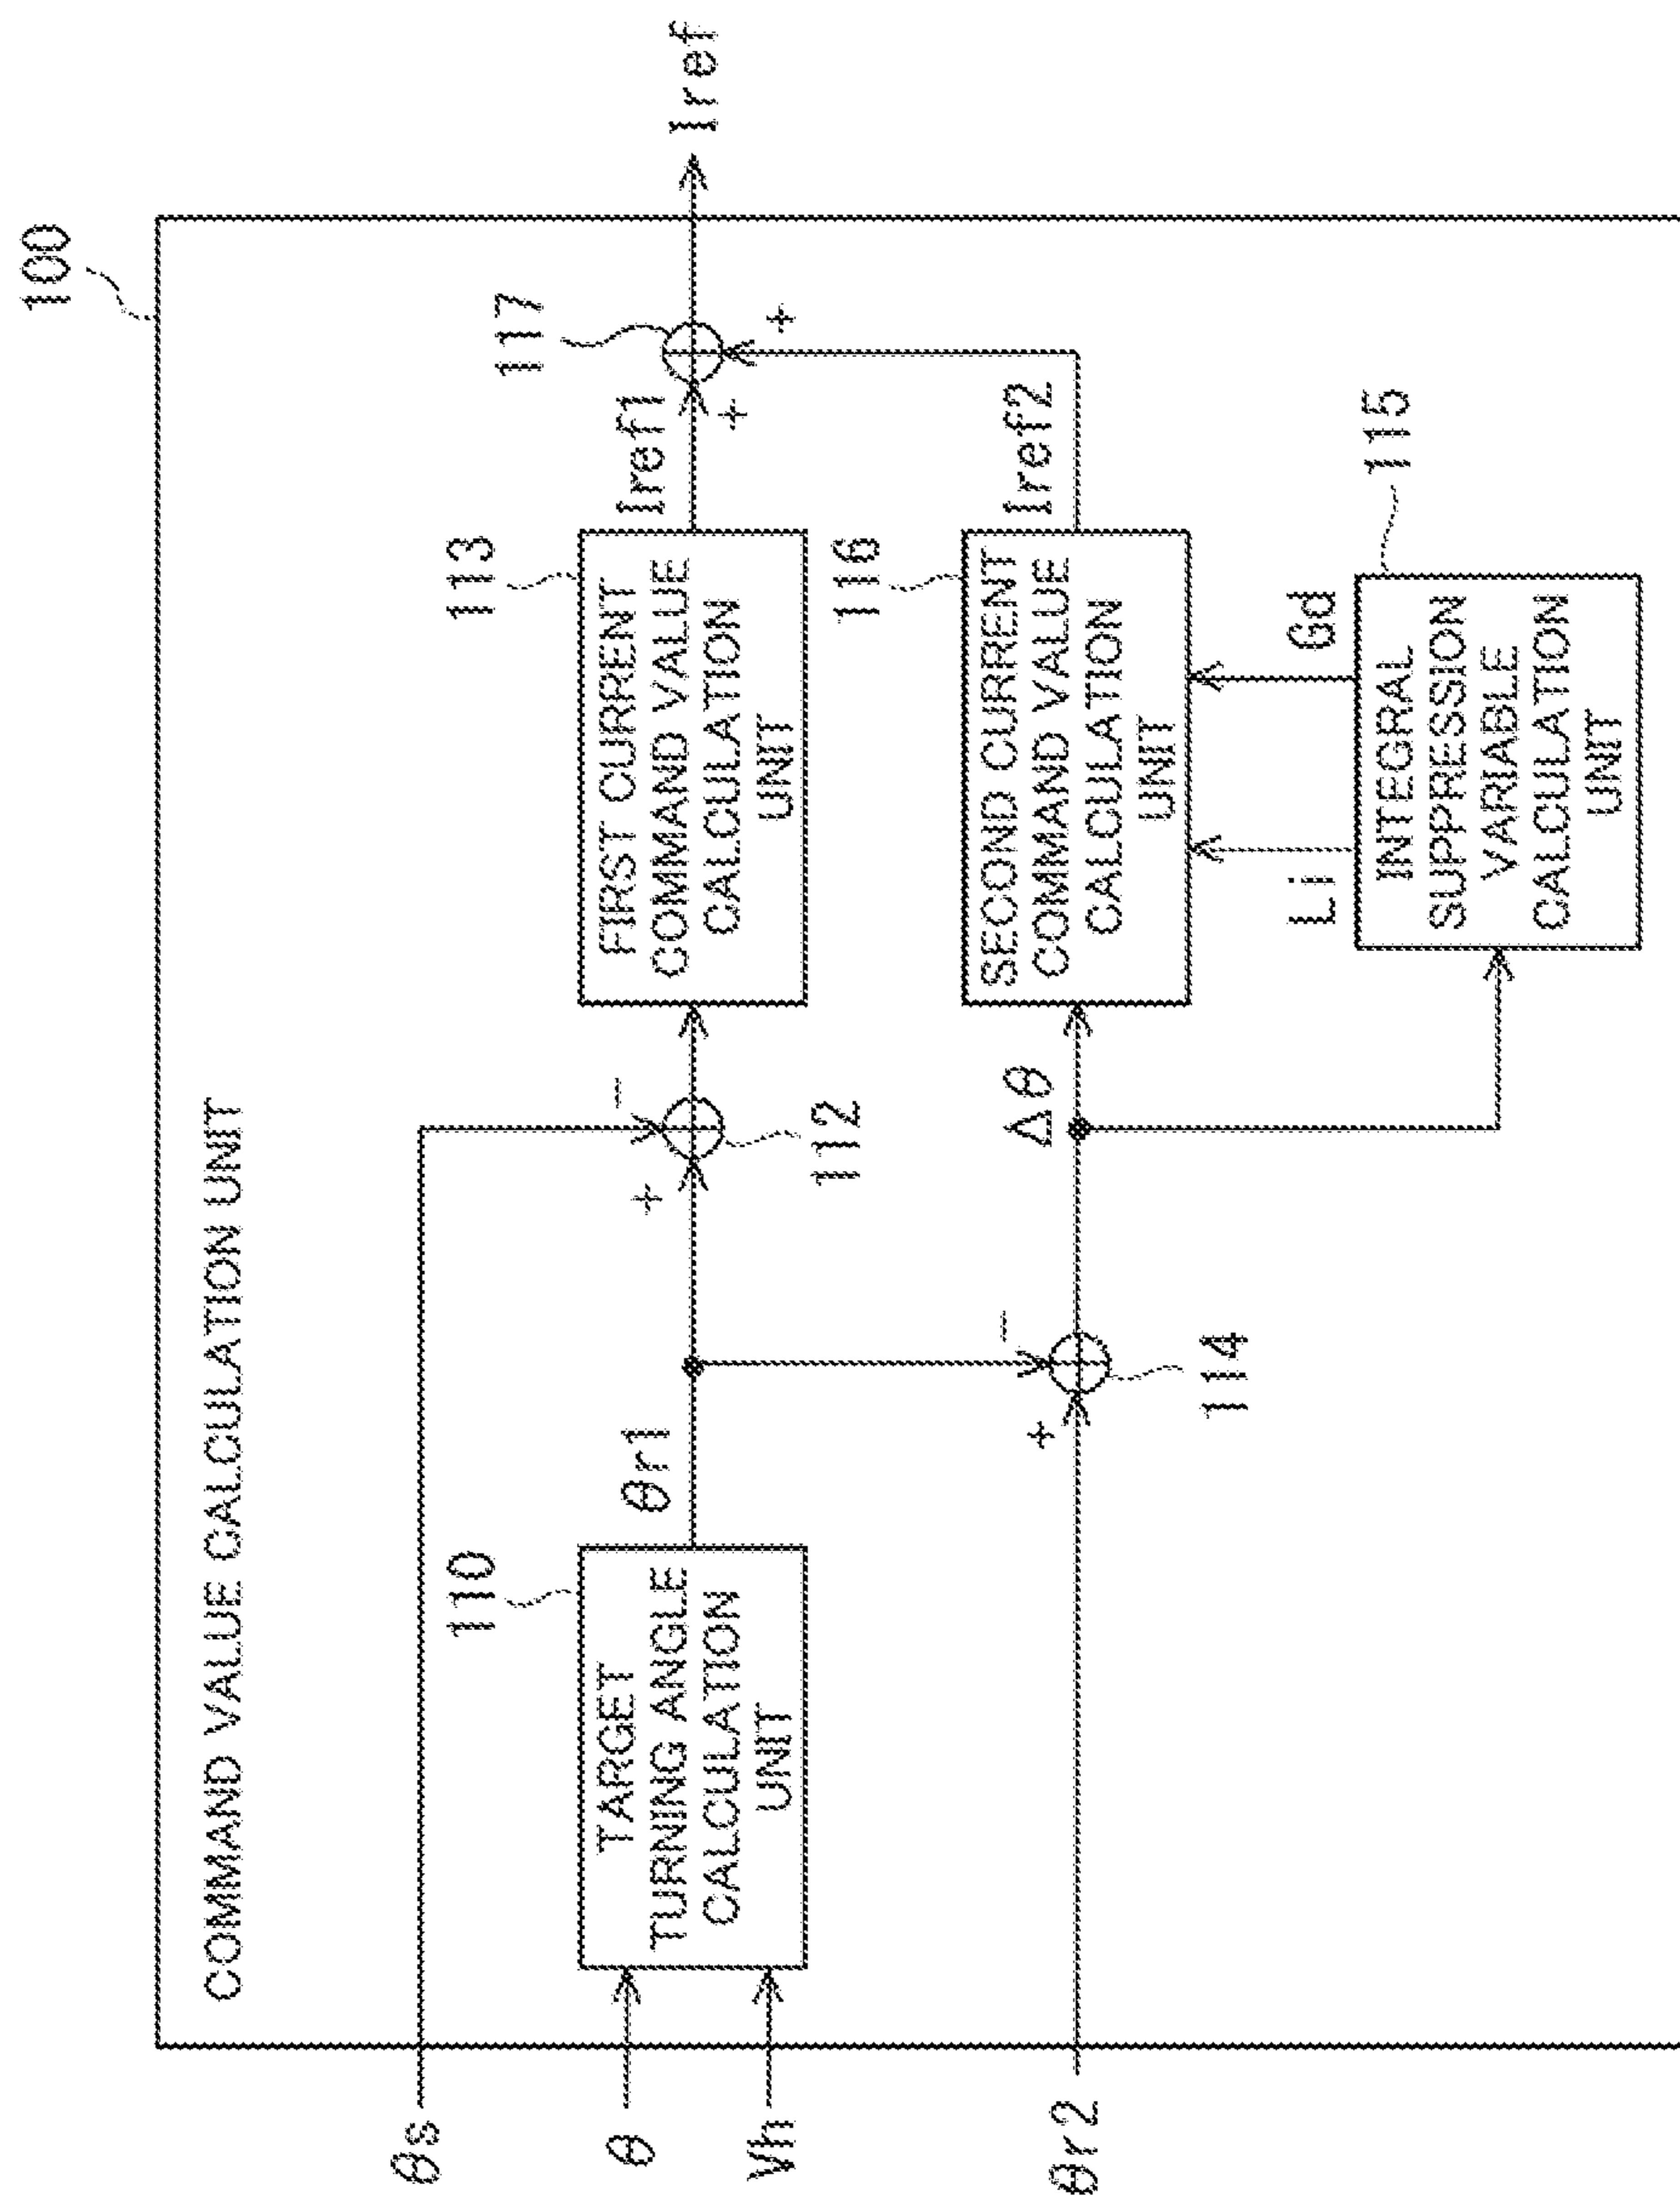 100
COMMAND VALUE CALCULATION UNIT
θs
θ
Vh
θr2
110
TARGET
TURNING ANGLE
CALCULATION
UNIT
θr1
+
-
112
113
FIRST CURRENT
COMMAND VALUE
CALCULATION
UNIT
Iref1
+
+
117
Iref
+
-
114
Δθ
116
SECOND CURRENT
COMMAND VALUE
CALCULATION
UNIT
Iref2
Li
Gd
115
INTEGRAL
SUPPRESSION
VARIABLE
CALCULATION
UNIT